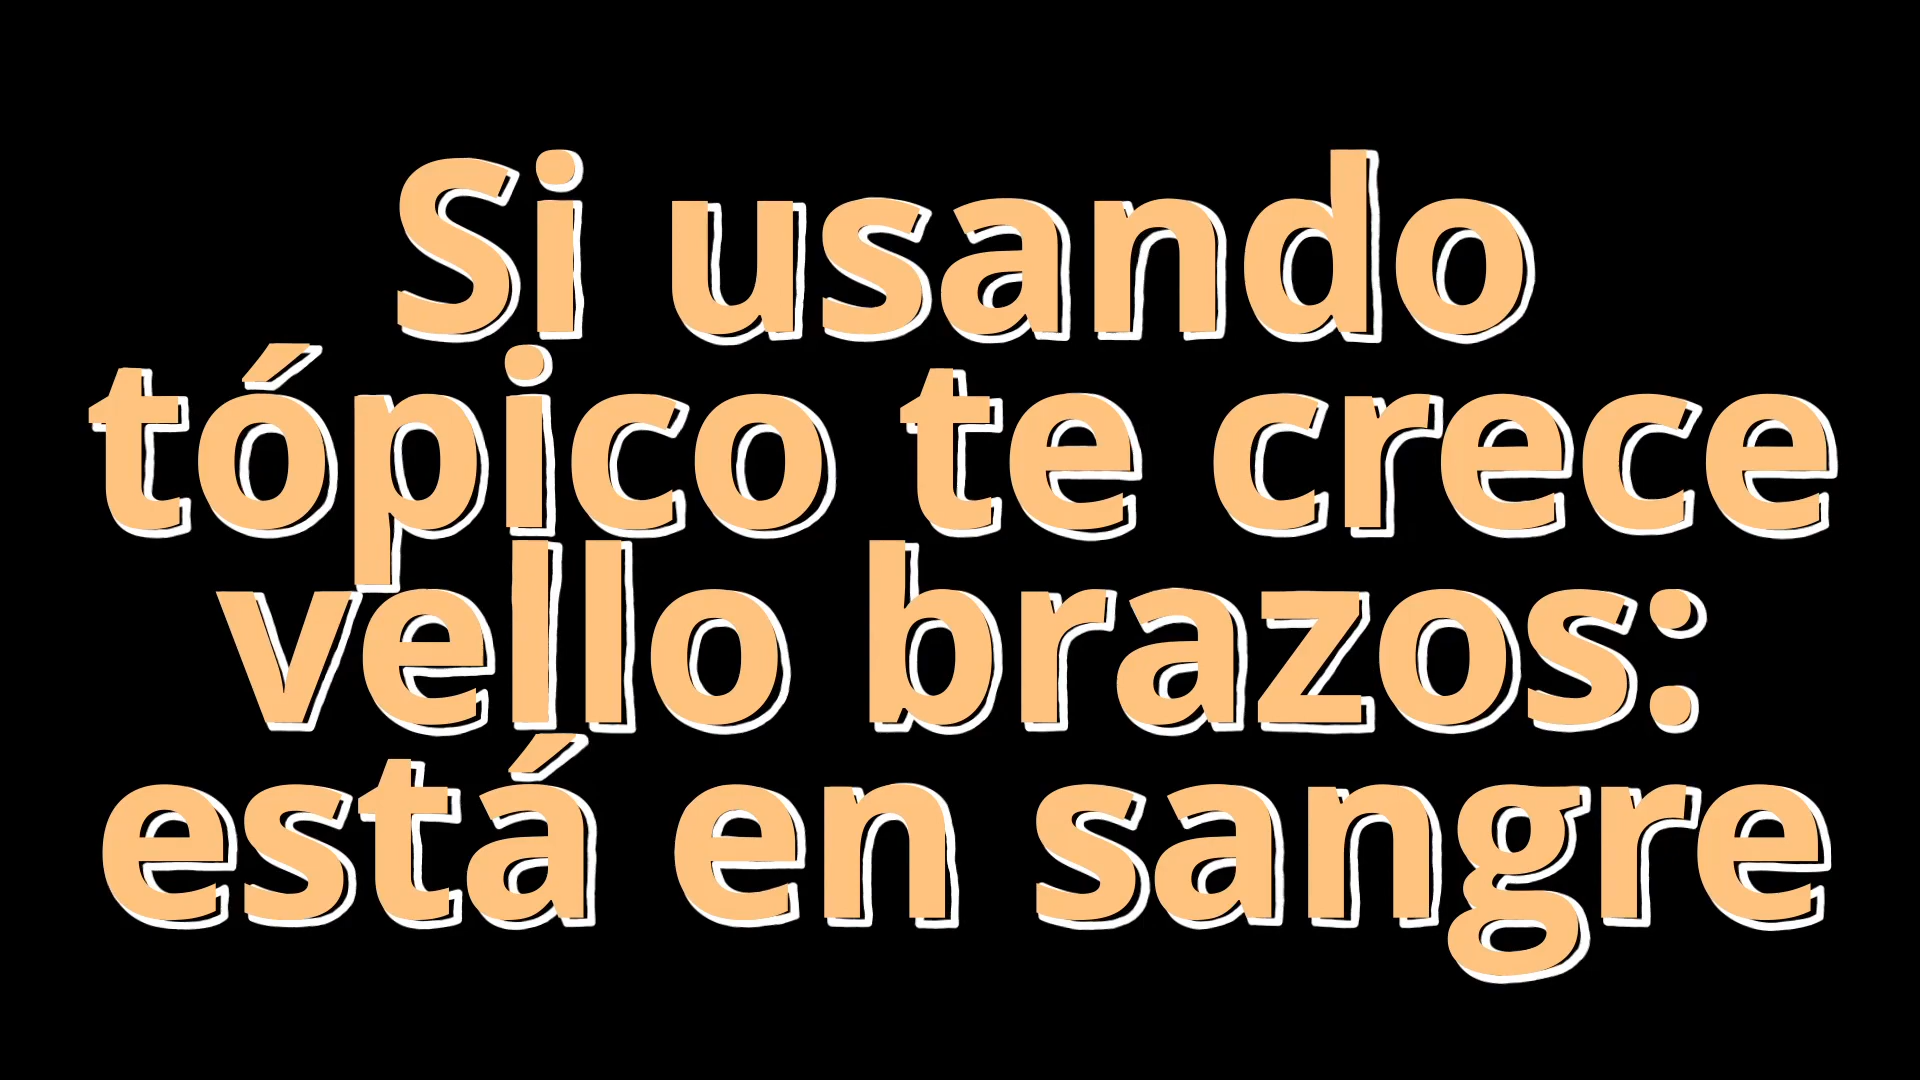 Si usando
tópico te crece
vello brazos:
está en sangre